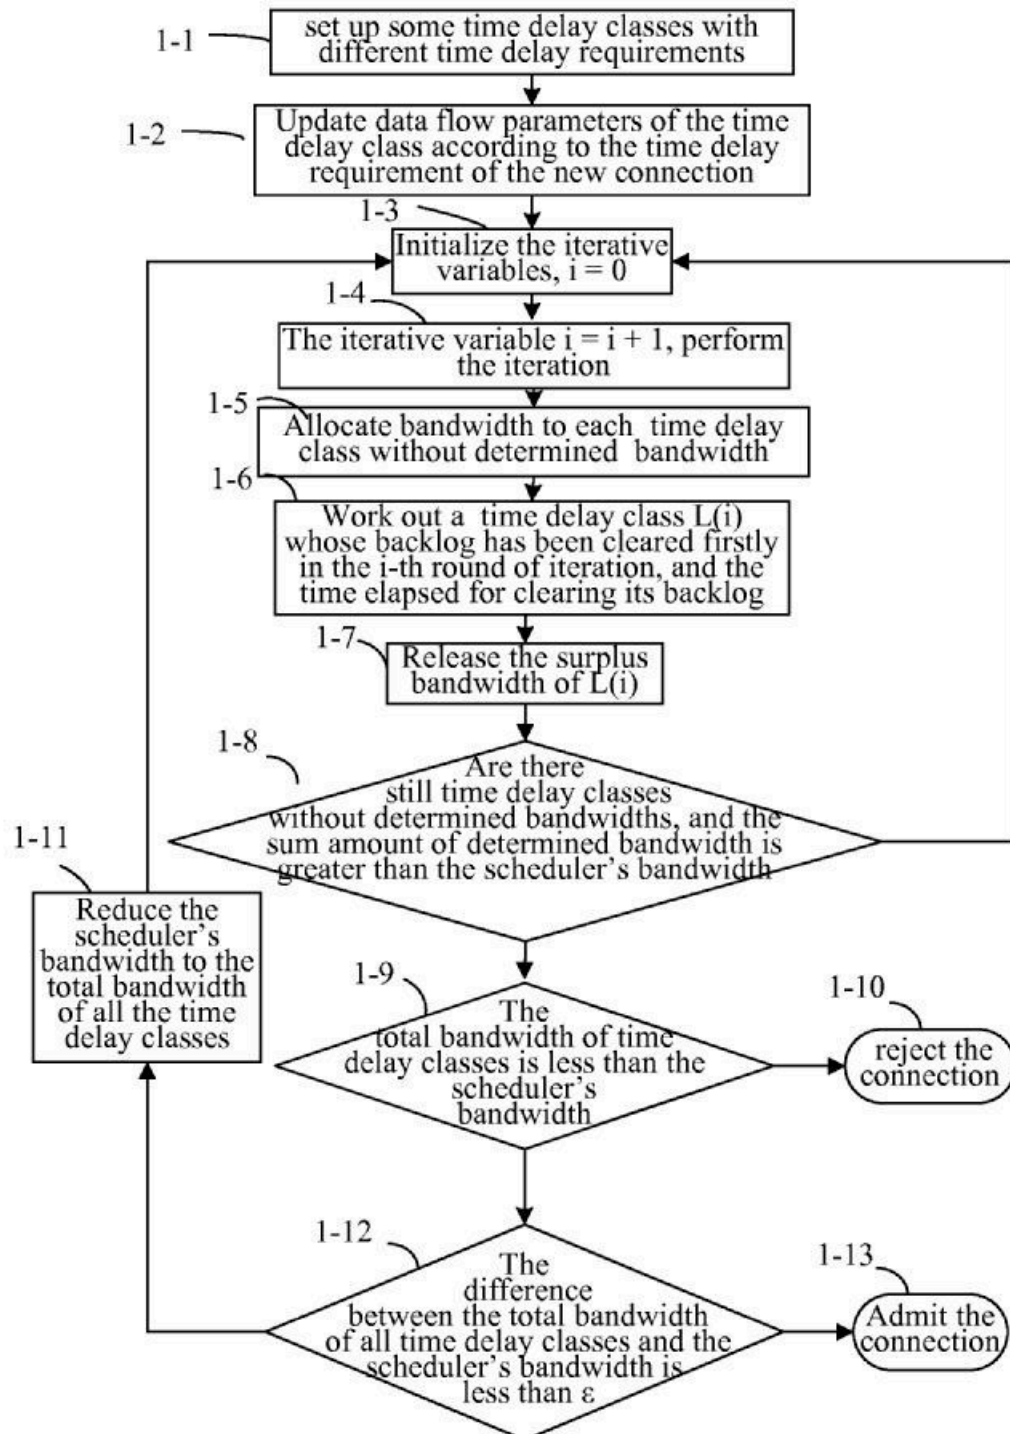 1-1
set up some time delay classes with
different time delay requirements
1-2
Update data flow parameters of the time
delay class according to the time delay
requirement of the new connection
1-3
Initialize the iterative
variables, i = 0
1-4
The iterative variable i = i + 1, perform
the iteration
1-5
Allocate bandwidth to each time delay
class without determined bandwidth
1-6
Work out a time delay class L(i)
whose backlog has been cleared firstly
in the i-th round of iteration, and the
time elapsed for clearing its backlog
1-7
Release the surplus
bandwidth of L(i)
1-8
Are there
still time delay classes
without determined bandwidths, and the
sum amount of determined bandwidth is
greater than the scheduler's bandwidth
1-11
Reduce the
scheduler's
bandwidth to the
total bandwidth
of all the time
delay classes
1-9
The
total bandwidth of time
delay classes is less than the
scheduler's
bandwidth
1-10
reject the
connection
1-12
The
difference
between the total bandwidth
of all time delay classes and the
scheduler's bandwidth is
less than ε
1-13
Admit the
connection